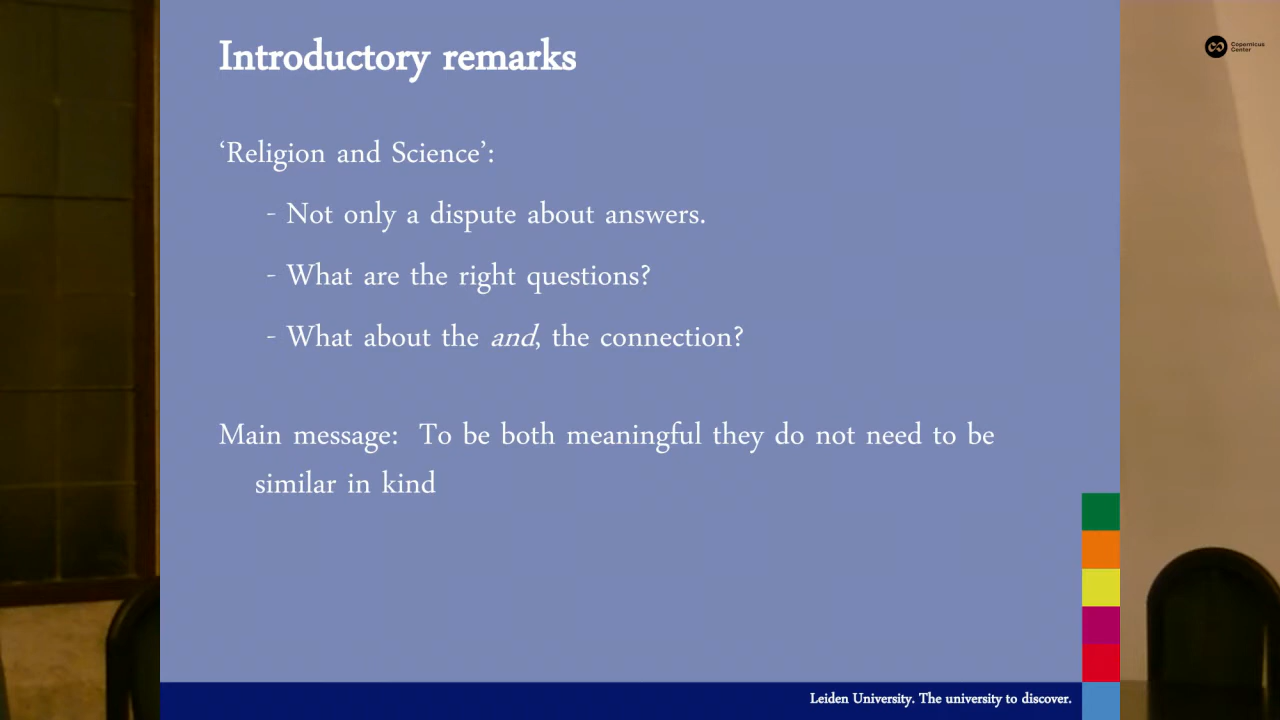 Introductory remarks
Copernicus
Center
‘Religion and Science’:
- Not only a dispute about answers.
- What are the right questions?
- What about the and, the connection?
Main message: To be both meaningful they do not need to be
similar in kind
Leiden University. The university to discover.